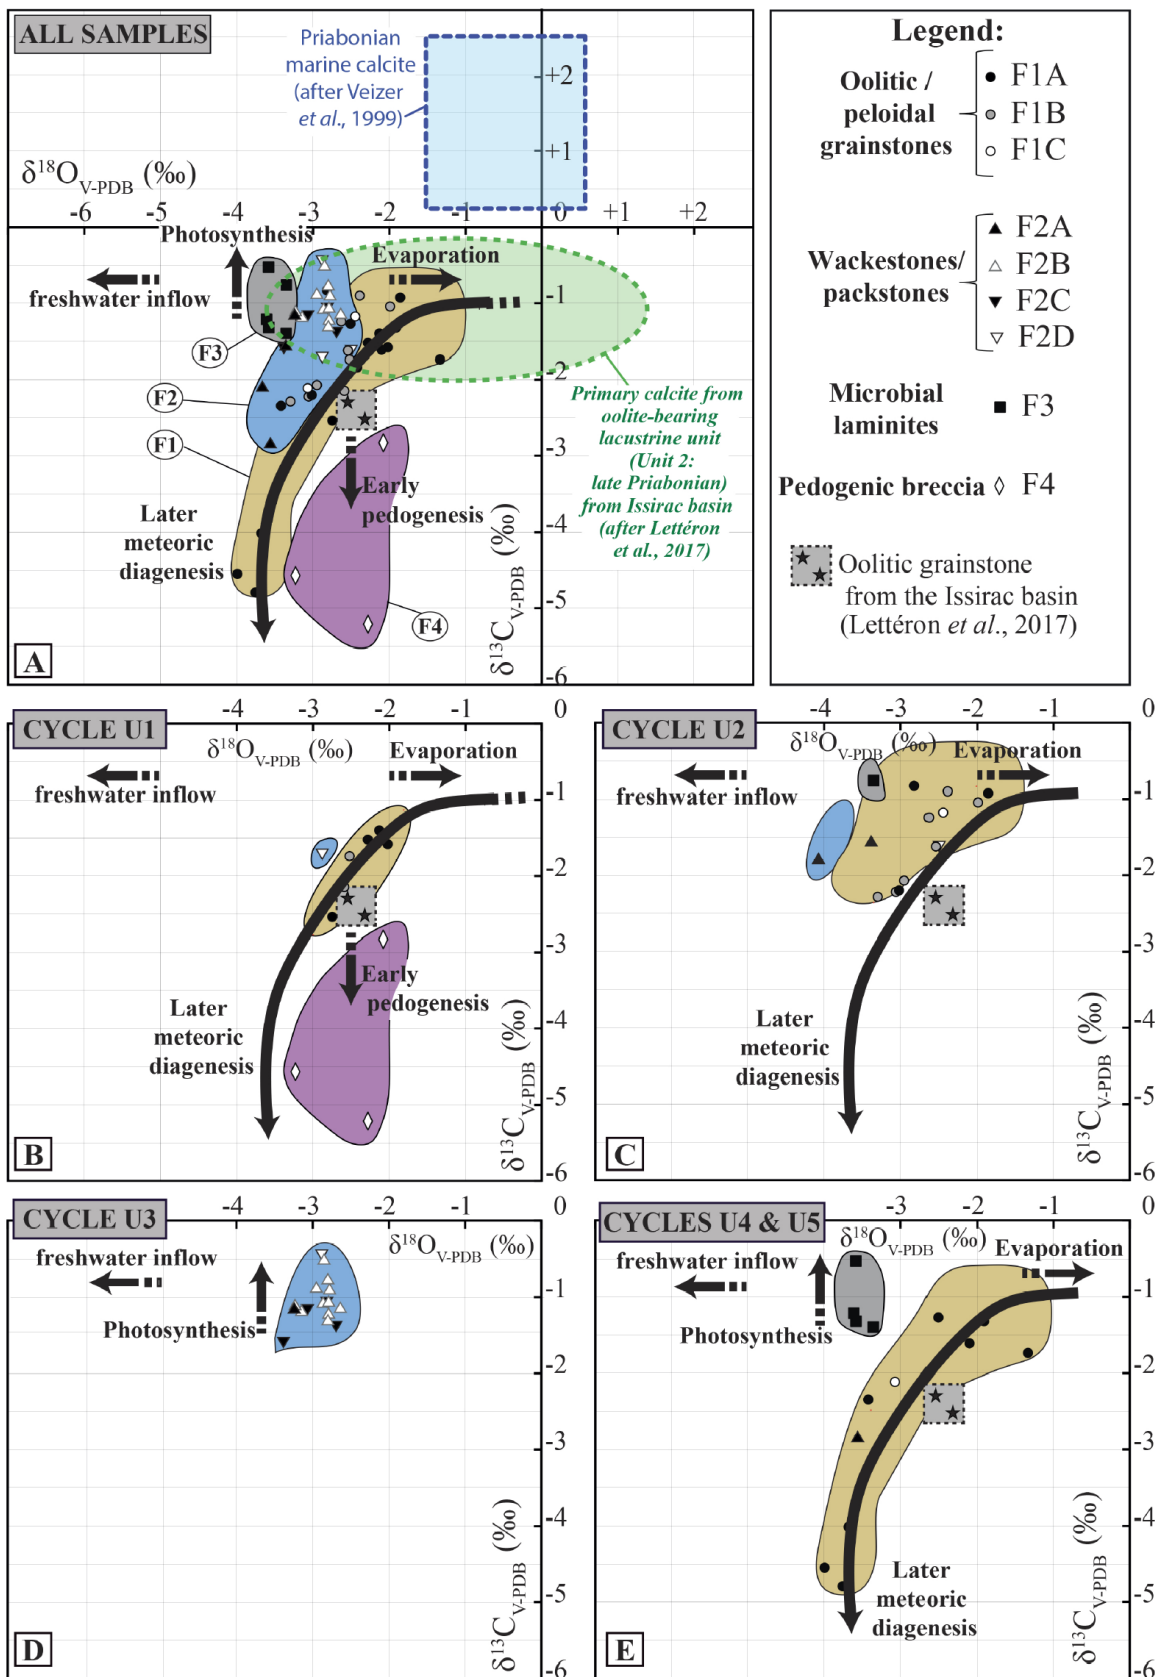 ALL SAMPLES
Priabonian
marine calcite
(after Veizer
et al., 1999)
+2
+1
δ18OV-PDB (‰)
-6 -5 -4 -3 -2 -1 0 +1 +2
Photosynthesis
Evaporation
freshwater inflow
-1
F3
-2
F2
F1
Primary calcite from
oolite-bearing
lacustrine unit
(Unit 2:
late Priabonian)
from Issirac basin
(after Lettéron
et al., 2017)
-3
Early
pedogenesis
Later
meteoric
diagenesis
-4
-5
F4
δ13CV-PDB (‰)
-6
A
Legend:
Oolitic /
peloidal
grainstones
F1A
F1B
F1C
Wackestones/
packstones
F2A
F2B
F2C
F2D
Microbial
laminites
F3
Pedogenic breccia
F4
Oolitic grainstone
from the Issirac basin
(Lettéron et al., 2017)
CYCLE U1
-4 -3 -2 -1 0
δ18OV-PDB (‰)
Evaporation
freshwater inflow
-1
-2
-3
Early
pedogenesis
Later
meteoric
diagenesis
-4
-5
δ13CV-PDB (‰)
-6
B
CYCLE U2
-4 -3 -2 -1 0
δ18OV-PDB (‰)
Evaporation
freshwater inflow
-1
-2
-3
Later
meteoric
diagenesis
-4
-5
δ13CV-PDB (‰)
-6
C
CYCLE U3
-4 -3 -2 -1 0
δ18OV-PDB (‰)
freshwater inflow
Photosynthesis
-1
-2
-3
-4
-5
δ13CV-PDB (‰)
-6
D
CYCLES U4 & U5
-3 -2 -1 0
δ18OV-PDB (‰)
freshwater inflow
Evaporation
Photosynthesis
-1
-2
-3
-4
Later
meteoric
diagenesis
-5
δ13CV-PDB (‰)
-6
E